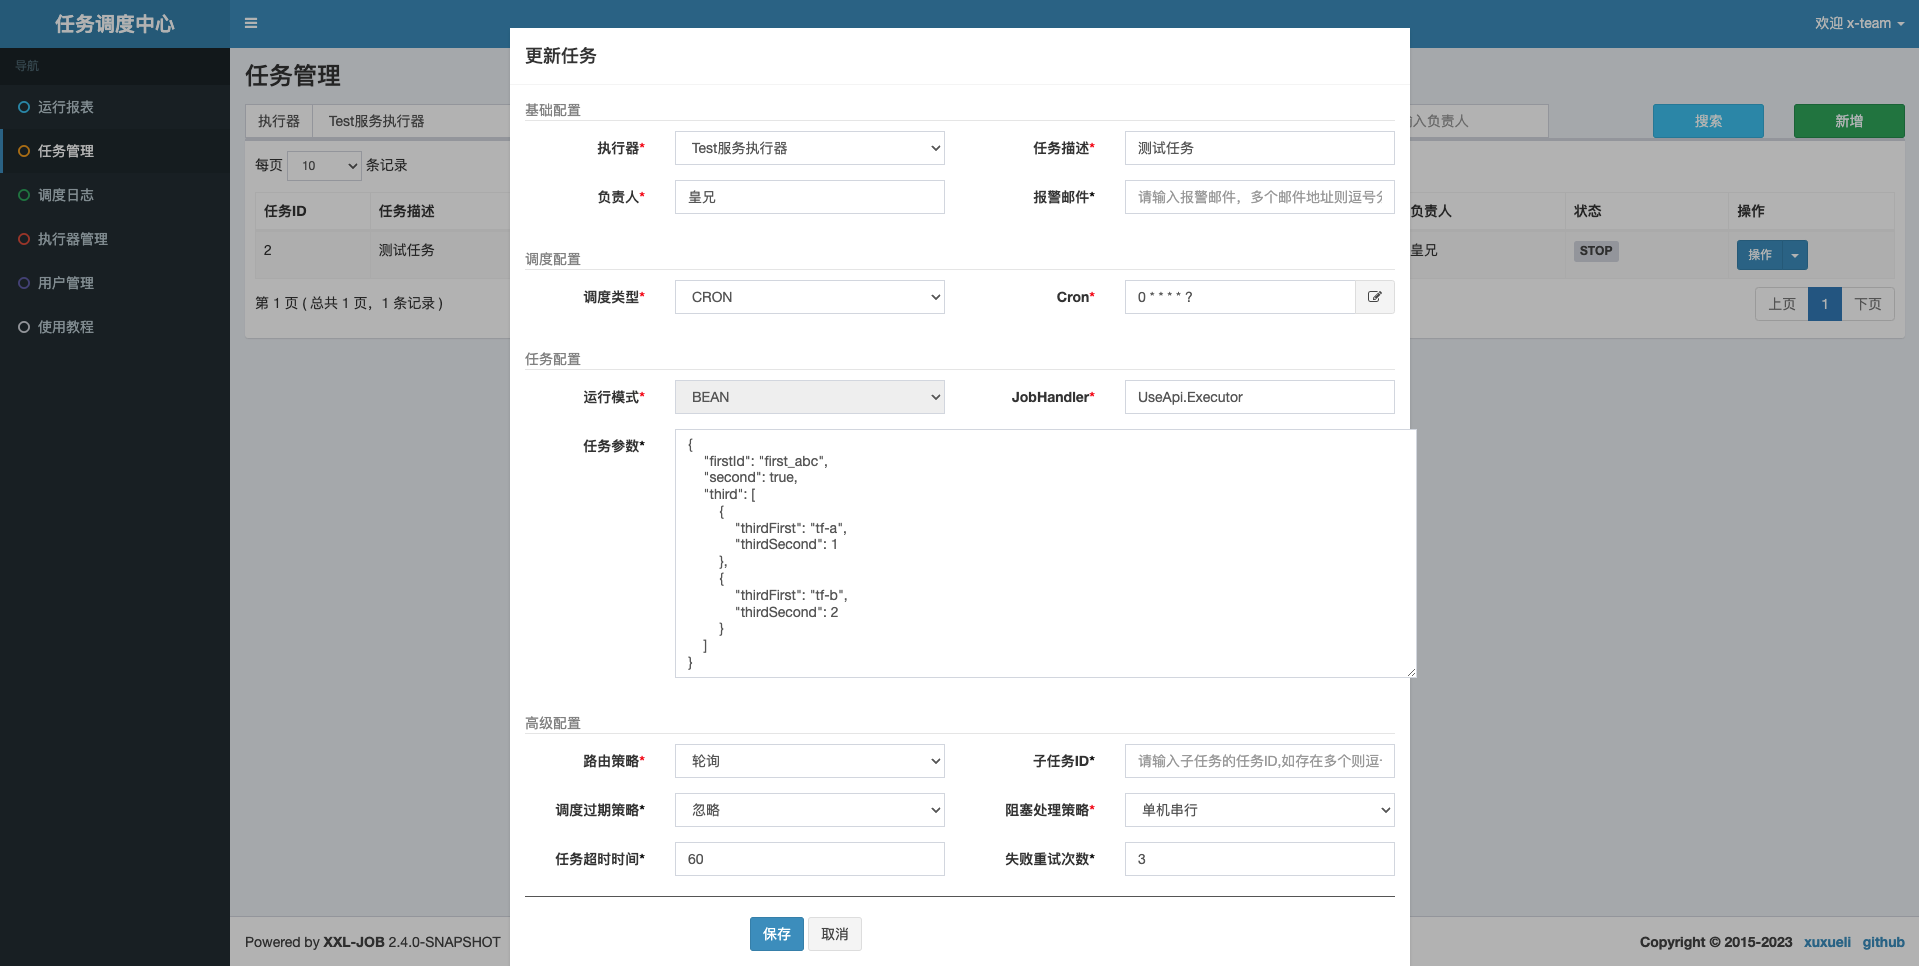 任务调度中心
欢迎 x-team
导航
运行报表
任务管理
调度日志
执行器管理
用户管理
使用教程
任务管理
执行器 Test服务执行器
入负责人 搜索 新增
每页 10 条记录
任务ID 任务描述 负责人 状态 操作
2 测试任务 皇兄 STOP 操作
第 1 页 ( 总共 1 页，1 条记录 )
上页 1 下页
更新任务
基础配置
执行器* Test服务执行器 任务描述* 测试任务
负责人* 皇兄 报警邮件* 请输入报警邮件，多个邮件地址则逗号分
调度配置
调度类型* CRON Cron* 0 * * * * ?
任务配置
运行模式* BEAN JobHandler* UseApi.Executor
任务参数*
{
    "firstId": "first_abc",
    "second": true,
    "third": [
        {
            "thirdFirst": "tf-a",
            "thirdSecond": 1
        },
        {
            "thirdFirst": "tf-b",
            "thirdSecond": 2
        }
    ]
}
高级配置
路由策略* 轮询 子任务ID* 请输入子任务的任务ID,如存在多个则逗
调度过期策略* 忽略 阻塞处理策略* 单机串行
任务超时时间* 60 失败重试次数* 3
保存 取消
Powered by XXL-JOB 2.4.0-SNAPSHOT
Copyright © 2015-2023 xuxueli github